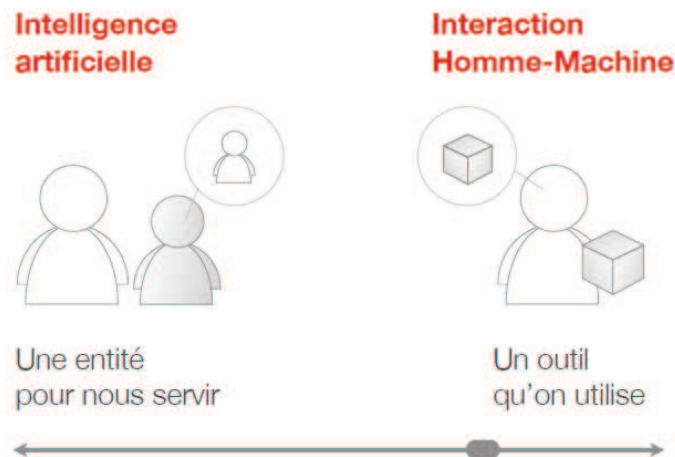 Intelligence
artificielle
Interaction
Homme-Machine
Une entité
pour nous servir
Un outil
qu'on utilise